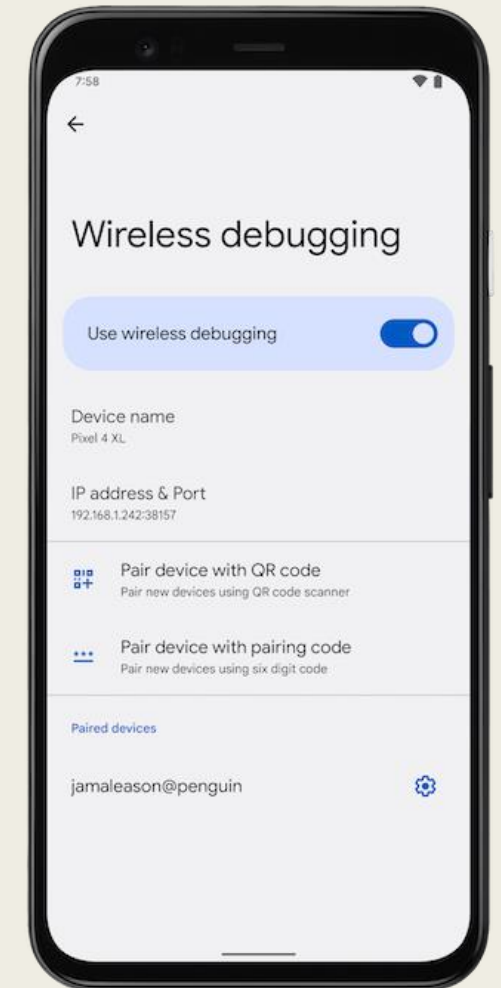 7:58
Wireless debugging
Use wireless debugging
Device name
Pixel 4 XL
IP address & Port
192.168.1.242:38157
Pair device with QR code
Pair new devices using QR code scanner
Pair device with pairing code
Pair new devices using six digit code
Paired devices
jamaleason@penguin